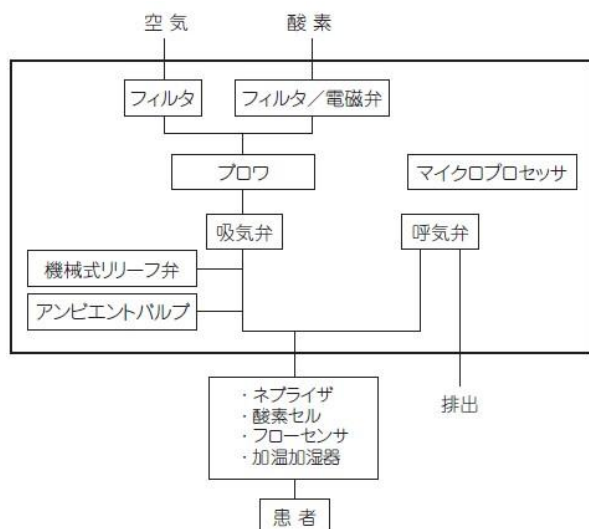 空 気
酸 素
フィルタ
フィルタ／電磁弁
ブロワ
マイクロプロセッサ
吸気弁
呼気弁
機械式リリーフ弁
アンビエントバルブ
・ネブライザ
・酸素セル
・フローセンサ
・加温加湿器
排出
患 者